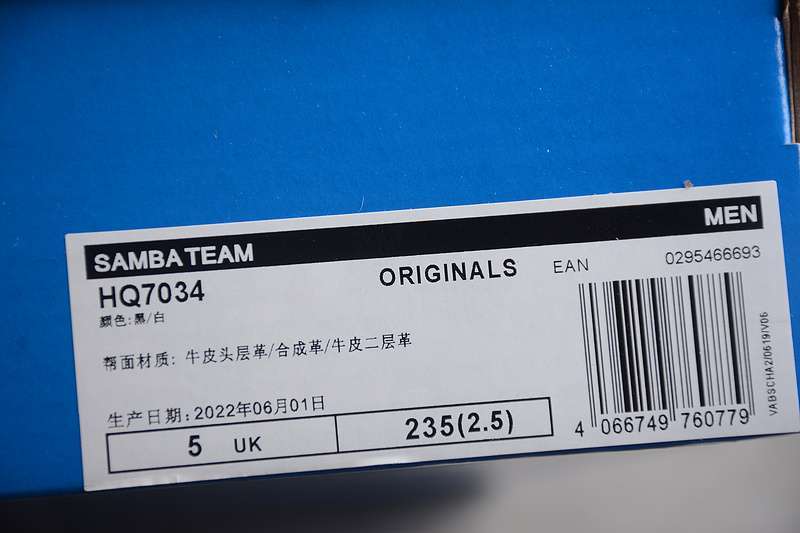 SAMBA TEAM MEN
HQ7034 ORIGINALS EAN 0295466693
颜色:黑/白
帮面材质: 牛皮头层革/合成革/牛皮二层革
生产日期:2022年06月01日
5 UK 235(2.5)
4 066749 760779
VABSCHA2/0619/V06